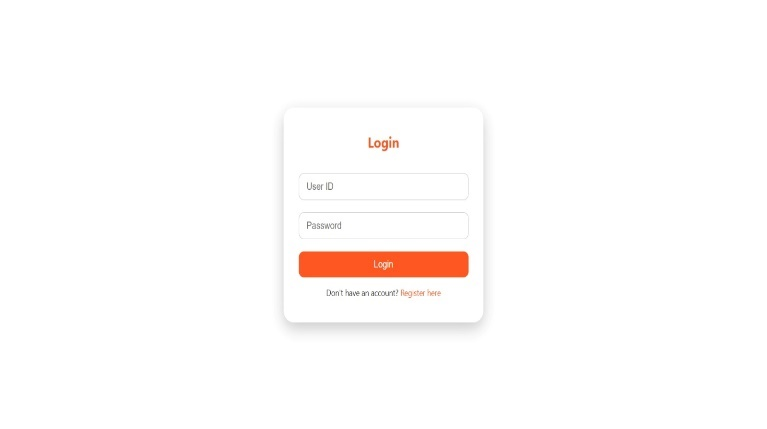 Login
User ID
Password
Login
Don't have an account? Register here